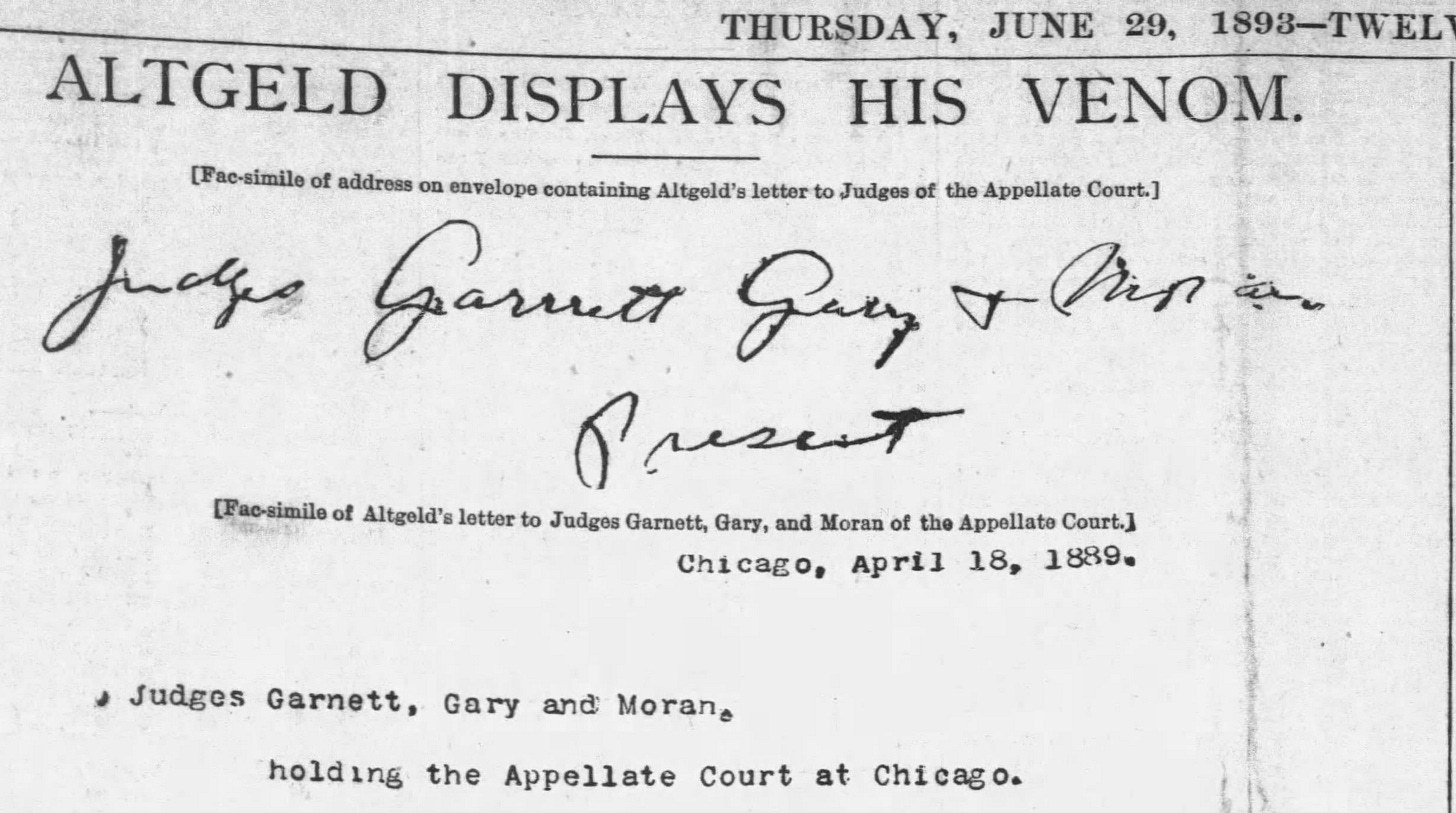 THURSDAY, JUNE 29, 1893—TWEL
ALTGELD DISPLAYS HIS VENOM.
[Fac-simile of address on envelope containing Altgeld's letter to Judges of the Appellate Court.]
Judges Garnett Gary & Moran
Present
[Fac-simile of Altgeld's letter to Judges Garnett, Gary, and Moran of the Appellate Court.]
Chicago, April 18, 1889.
Judges Garnett, Gary and Moran.
holding the Appellate Court at Chicago.